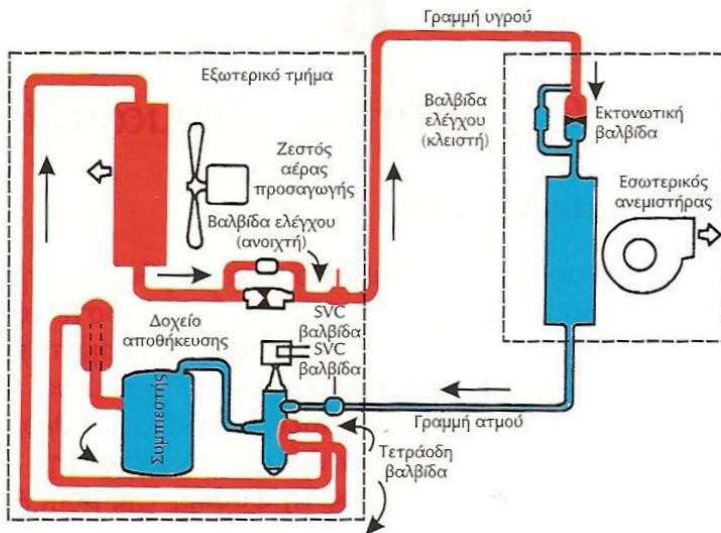 Γραμμή υγρού
Εξωτερικό τμήμα
Βαλβίδα
ελέγχου
(κλειστή)
Εκτονωτική
βαλβίδα
Ζεστός
αέρας
προσαγωγής
Εσωτερικός
ανεμιστήρας
Βαλβίδα ελέγχου
(ανοιχτή)
Δοχείο
αποθήκευσης
SVC
βαλβίδα
SVC
βαλβίδα
Συμπιεστής
Γραμμή ατμού
Τετράοδη
βαλβίδα